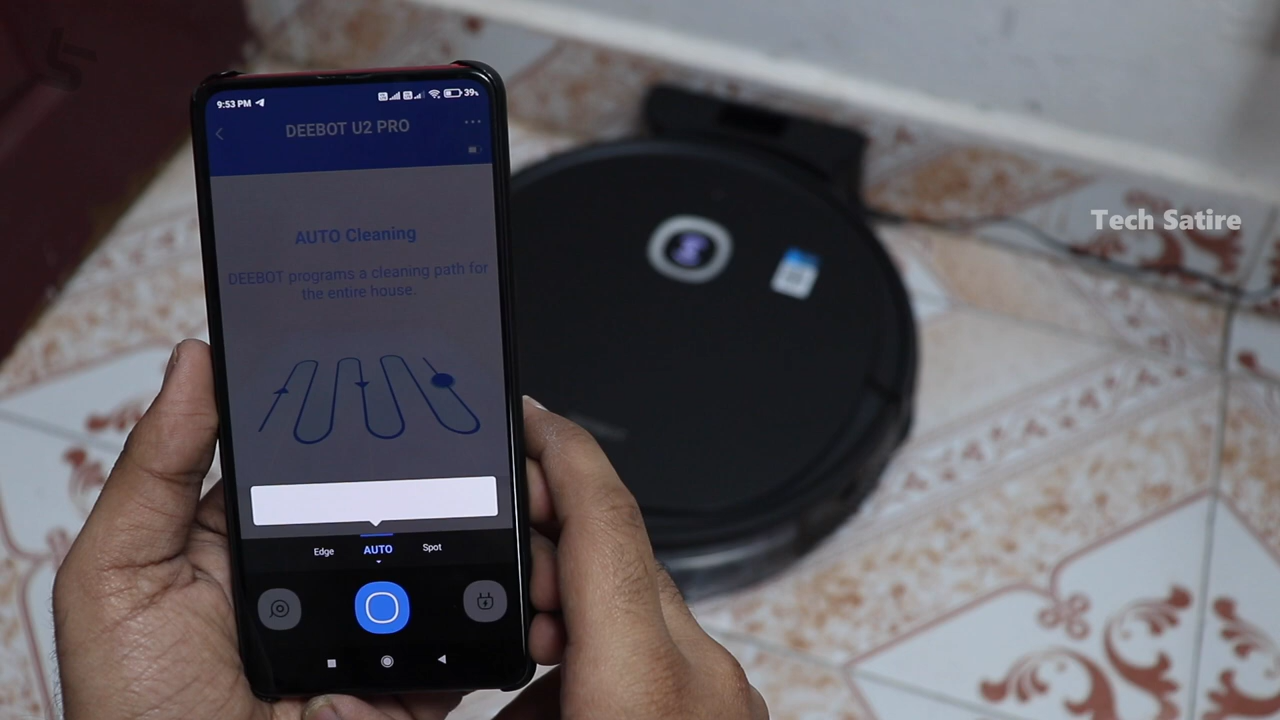 9:53 PM
39%
DEEBOT U2 PRO
AUTO Cleaning
DEEBOT programs a cleaning path for
the entire house.
Edge
AUTO
Spot
Tech Satire